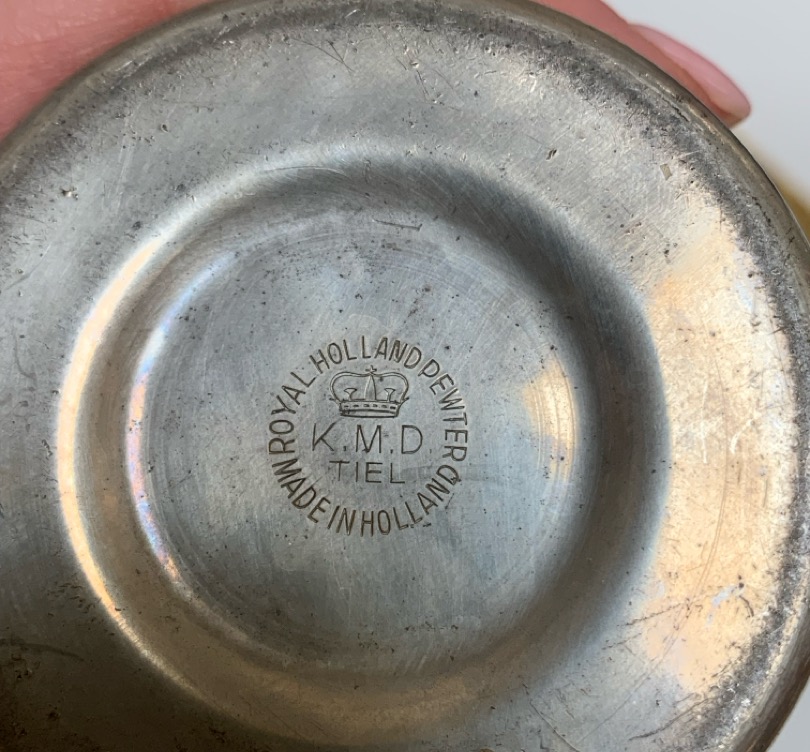 ROYAL HOLLAND PEWTER
K.M.D.
TIEL
MADE IN HOLLAND